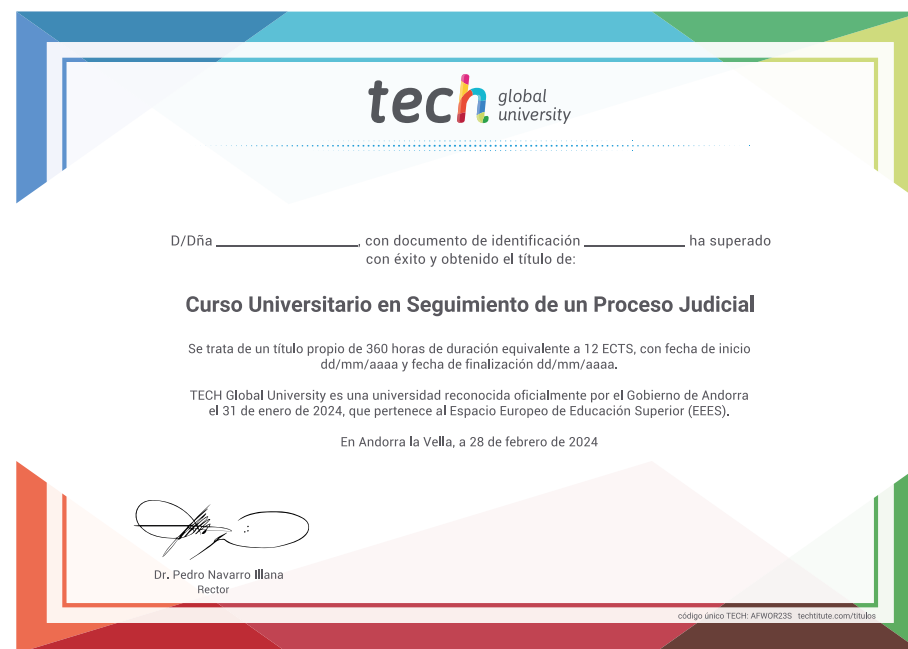 tech global
university
D/Dña ____________________, con documento de identificación ______________ ha superado
con éxito y obtenido el título de:
Curso Universitario en Seguimiento de un Proceso Judicial
Se trata de un título propio de 360 horas de duración equivalente a 12 ECTS, con fecha de inicio
dd/mm/aaaa y fecha de finalización dd/mm/aaaa.
TECH Global University es una universidad reconocida oficialmente por el Gobierno de Andorra
el 31 de enero de 2024, que pertenece al Espacio Europeo de Educación Superior (EEES).
En Andorra la Vella, a 28 de febrero de 2024
Dr. Pedro Navarro Illana
Rector
código único TECH: AFWOR23S techtitute.com/titulos